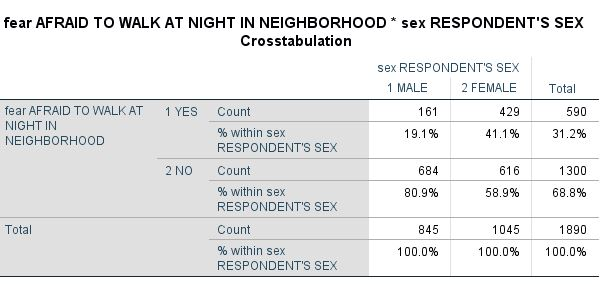 fear AFRAID TO WALK AT NIGHT IN NEIGHBORHOOD * sex RESPONDENT'S SEX
Crosstabulation
sex RESPONDENT'S SEX
1 MALE 2 FEMALE Total
fear AFRAID TO WALK AT NIGHT IN NEIGHBORHOOD 1 YES Count 161 429 590
% within sex RESPONDENT'S SEX 19.1% 41.1% 31.2%
2 NO Count 684 616 1300
% within sex RESPONDENT'S SEX 80.9% 58.9% 68.8%
Total Count 845 1045 1890
% within sex RESPONDENT'S SEX 100.0% 100.0% 100.0%